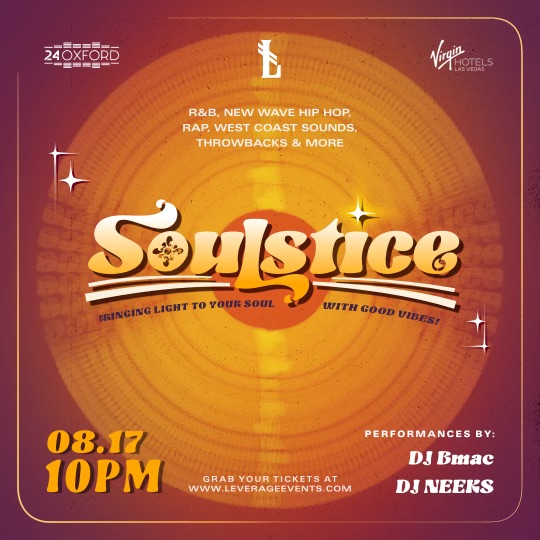 24OXFORD
L
Virgin
HOTELS
LAS VEGAS
R&B, NEW WAVE HIP HOP,
RAP, WEST COAST SOUNDS,
THROWBACKS & MORE
Soulstice
BRINGING LIGHT TO YOUR SOUL WITH GOOD VIBES!
08.17
10PM
GRAB YOUR TICKETS AT
WWW.LEVERAGEEVENTS.COM
PERFORMANCES BY:
DJ Bmac
DJ NEEKS